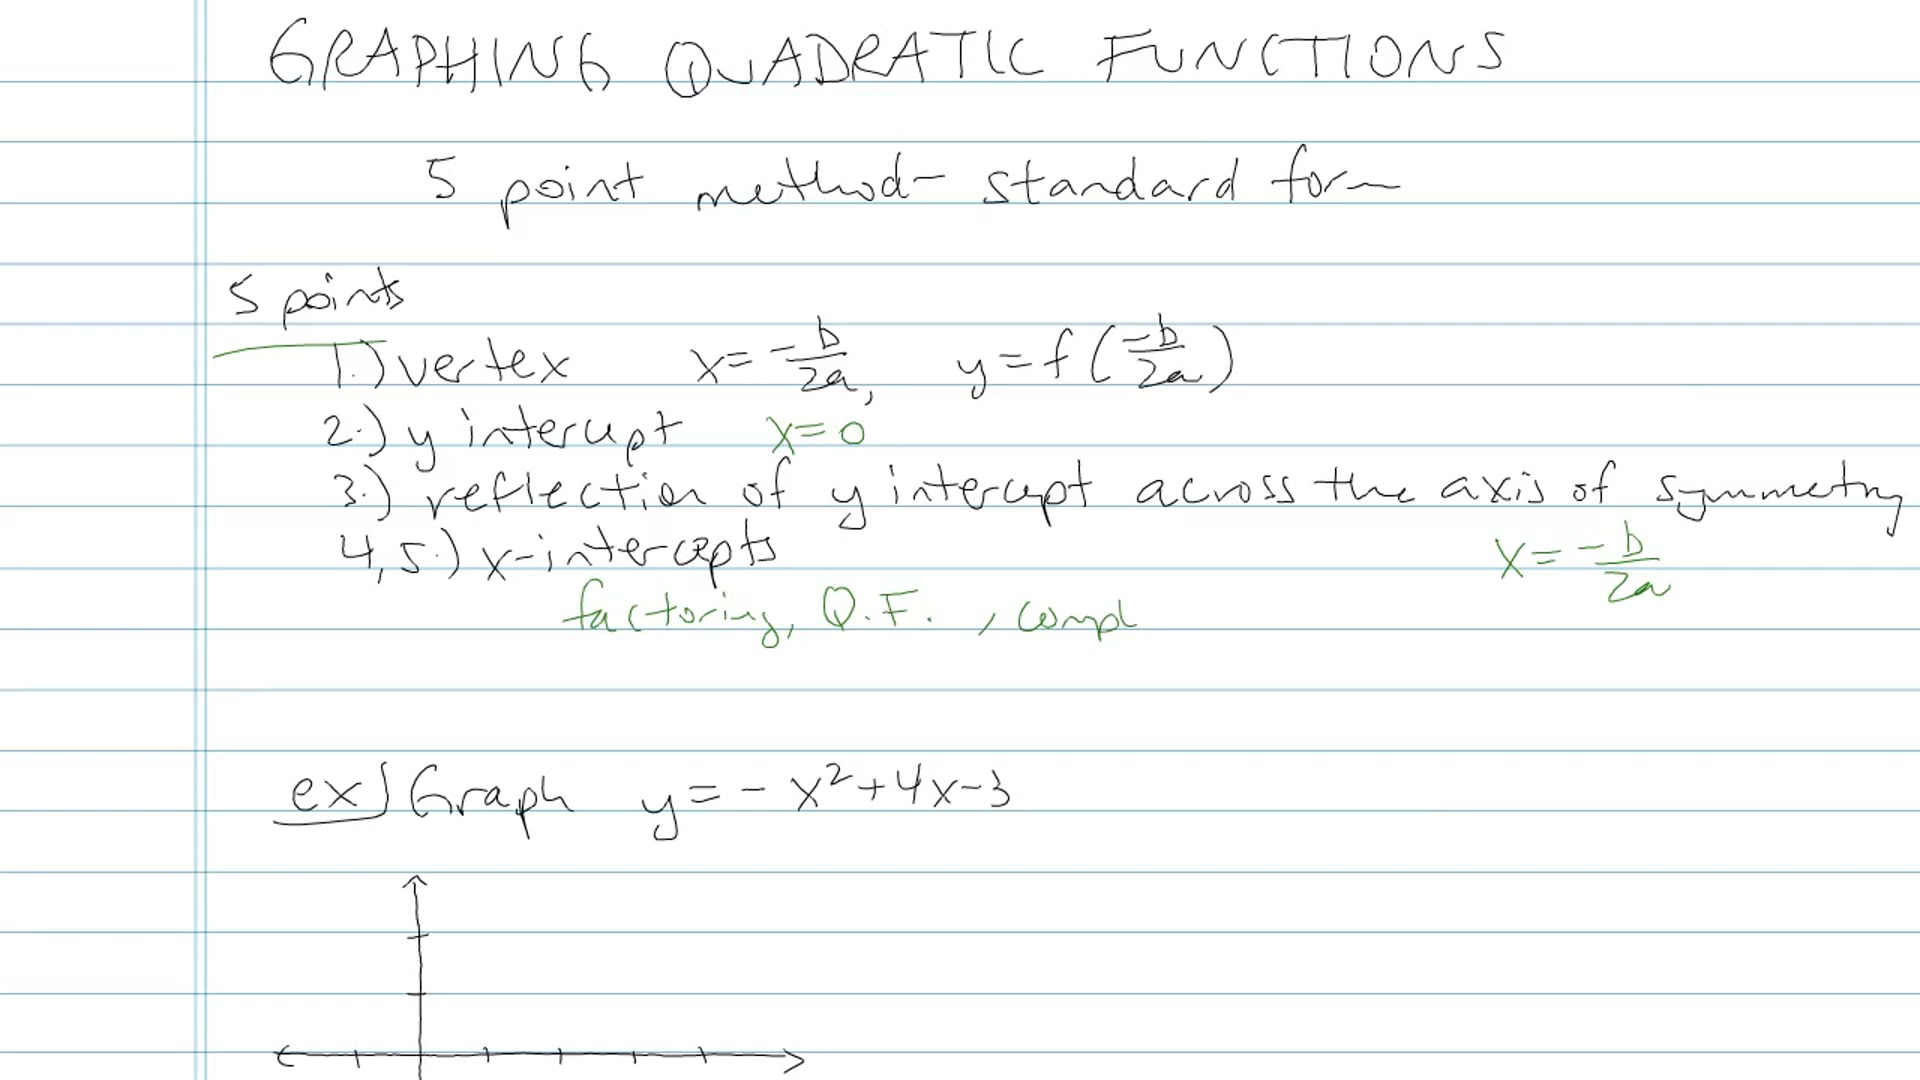 GRAPHING QUADRATIC FUNCTIONS
5 point method- standard form
5 points
1.) vertex x = -b/2a, y = f(-b/2a)
2.) y intercept x=0
3.) reflection of y intercept across the axis of symmetry
4,5.) x-intercepts x = -b/2a
factoring, Q.F., compl
ex) Graph y = -x²+4x-3